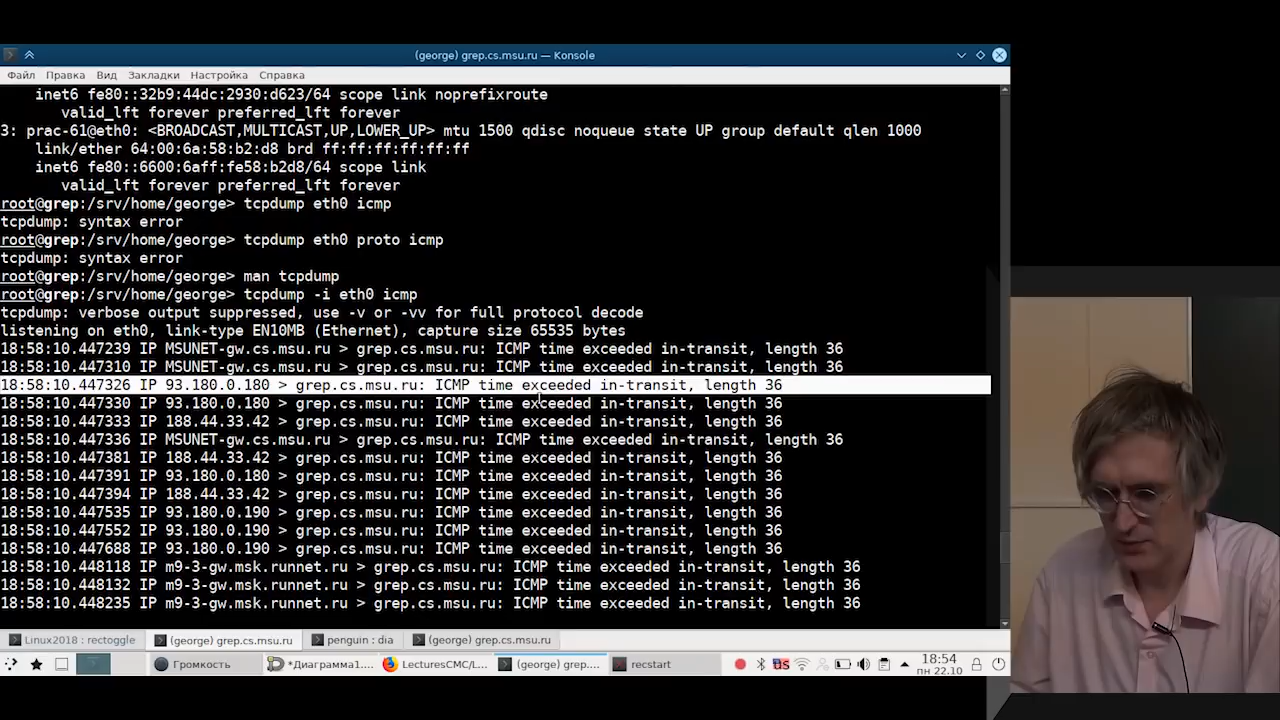 (george) grep.cs.msu.ru — Konsole
Файл Правка Вид Закладки Настройка Справка
inet6 fe80::32b9:44dc:2930:d623/64 scope link noprefixroute
valid_lft forever preferred_lft forever
3: prac-61@eth0: <BROADCAST,MULTICAST,UP,LOWER_UP> mtu 1500 qdisc noqueue state UP group default qlen 1000
link/ether 64:00:6a:58:b2:d8 brd ff:ff:ff:ff:ff:ff
inet6 fe80::6600:6aff:fe58:b2d8/64 scope link
valid_lft forever preferred_lft forever
root@grep:/srv/home/george> tcpdump eth0 icmp
tcpdump: syntax error
root@grep:/srv/home/george> tcpdump eth0 proto icmp
tcpdump: syntax error
root@grep:/srv/home/george> man tcpdump
root@grep:/srv/home/george> tcpdump -i eth0 icmp
tcpdump: verbose output suppressed, use -v or -vv for full protocol decode
listening on eth0, link-type EN10MB (Ethernet), capture size 65535 bytes
18:58:10.447239 IP MSUNET-gw.cs.msu.ru > grep.cs.msu.ru: ICMP time exceeded in-transit, length 36
18:58:10.447310 IP MSUNET-gw.cs.msu.ru > grep.cs.msu.ru: ICMP time exceeded in-transit, length 36
18:58:10.447326 IP 93.180.0.180 > grep.cs.msu.ru: ICMP time exceeded in-transit, length 36
18:58:10.447330 IP 93.180.0.180 > grep.cs.msu.ru: ICMP time exceeded in-transit, length 36
18:58:10.447333 IP 188.44.33.42 > grep.cs.msu.ru: ICMP time exceeded in-transit, length 36
18:58:10.447336 IP MSUNET-gw.cs.msu.ru > grep.cs.msu.ru: ICMP time exceeded in-transit, length 36
18:58:10.447381 IP 188.44.33.42 > grep.cs.msu.ru: ICMP time exceeded in-transit, length 36
18:58:10.447391 IP 93.180.0.180 > grep.cs.msu.ru: ICMP time exceeded in-transit, length 36
18:58:10.447394 IP 188.44.33.42 > grep.cs.msu.ru: ICMP time exceeded in-transit, length 36
18:58:10.447535 IP 93.180.0.190 > grep.cs.msu.ru: ICMP time exceeded in-transit, length 36
18:58:10.447552 IP 93.180.0.190 > grep.cs.msu.ru: ICMP time exceeded in-transit, length 36
18:58:10.447688 IP 93.180.0.190 > grep.cs.msu.ru: ICMP time exceeded in-transit, length 36
18:58:10.448118 IP m9-3-gw.msk.runnet.ru > grep.cs.msu.ru: ICMP time exceeded in-transit, length 36
18:58:10.448132 IP m9-3-gw.msk.runnet.ru > grep.cs.msu.ru: ICMP time exceeded in-transit, length 36
18:58:10.448235 IP m9-3-gw.msk.runnet.ru > grep.cs.msu.ru: ICMP time exceeded in-transit, length 36
Linux2018 : rectoggle (george) grep.cs.msu.ru penguin : dia (george) grep.cs.msu.ru
Громкость *Диаграмма1.... LecturesCMC/L... (george) grep.... recstart US 18:54
пн 22.10